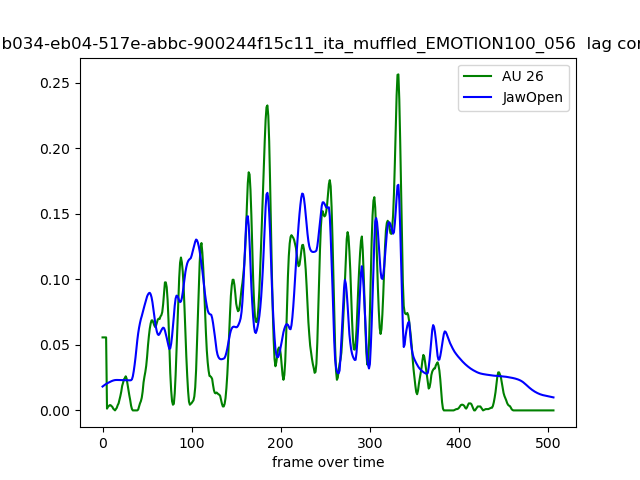 b034-eb04-517e-abbc-900244f15c11_ita_muffled_EMOTION100_056 lag cor
AU 26
JawOpen
0.25
0.20
0.15
0.10
0.05
0.00
0 100 200 300 400 500
frame over time